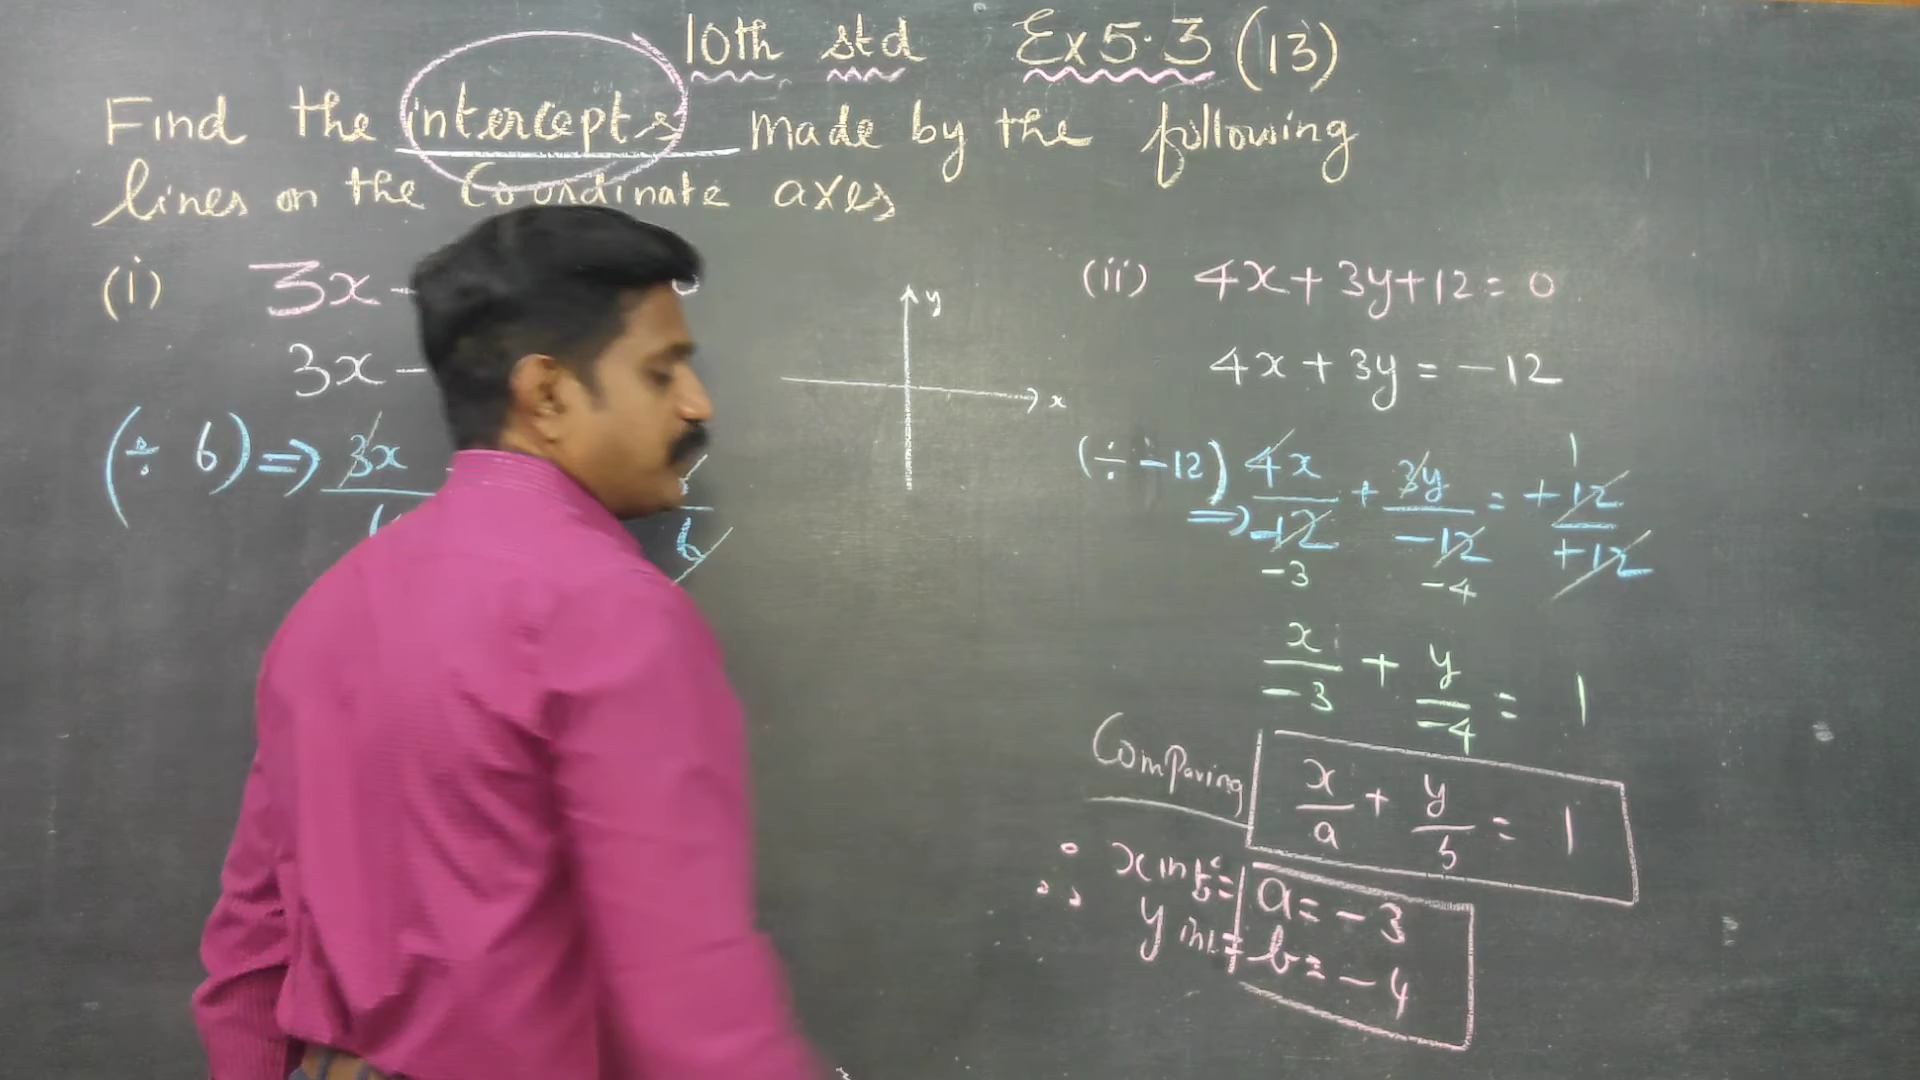 10th std Ex 5.3 (13)
Find the intercepts made by the following
lines on the Coordinate axes
(i) 3x -
3x -
(÷ 6) => 3x
6
y
x
(ii) 4x + 3y + 12 = 0
4x + 3y = -12
(÷ -12) => 4x/-12 + 3y/-12 = +12/+12
-3 -4 1
x/-3 + y/-4 = 1
Comparing x/a + y/b = 1
∴ x int = a = -3
y int = b = -4